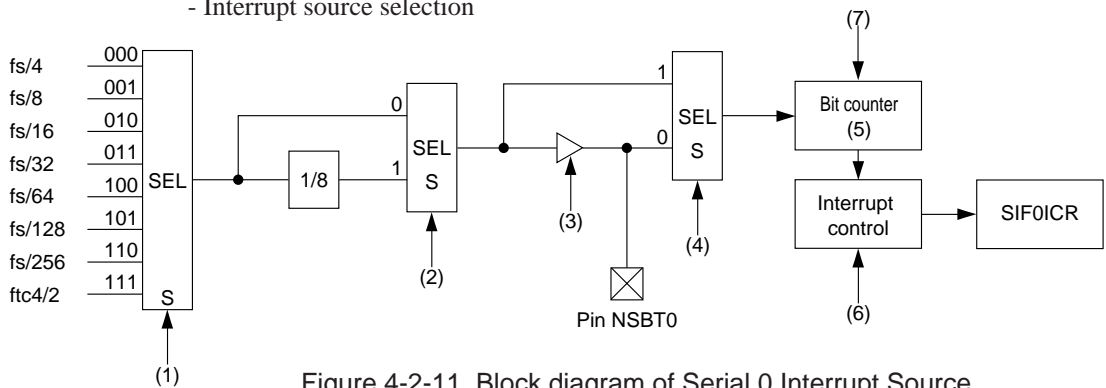 - Interrupt source selection
(7)
fs/4 000
fs/8 001
fs/16 010
fs/32 011
fs/64 100
fs/128 101
fs/256 110
ftc4/2 111
SEL
S
(1)
1/8
0
1
SEL
S
(2)
(3)
Pin NSBT0
1
0
SEL
S
(4)
Bit counter
(5)
Interrupt
control
(6)
SIF0ICR
Figure 4-2-11 Block diagram of Serial 0 Interrupt Source